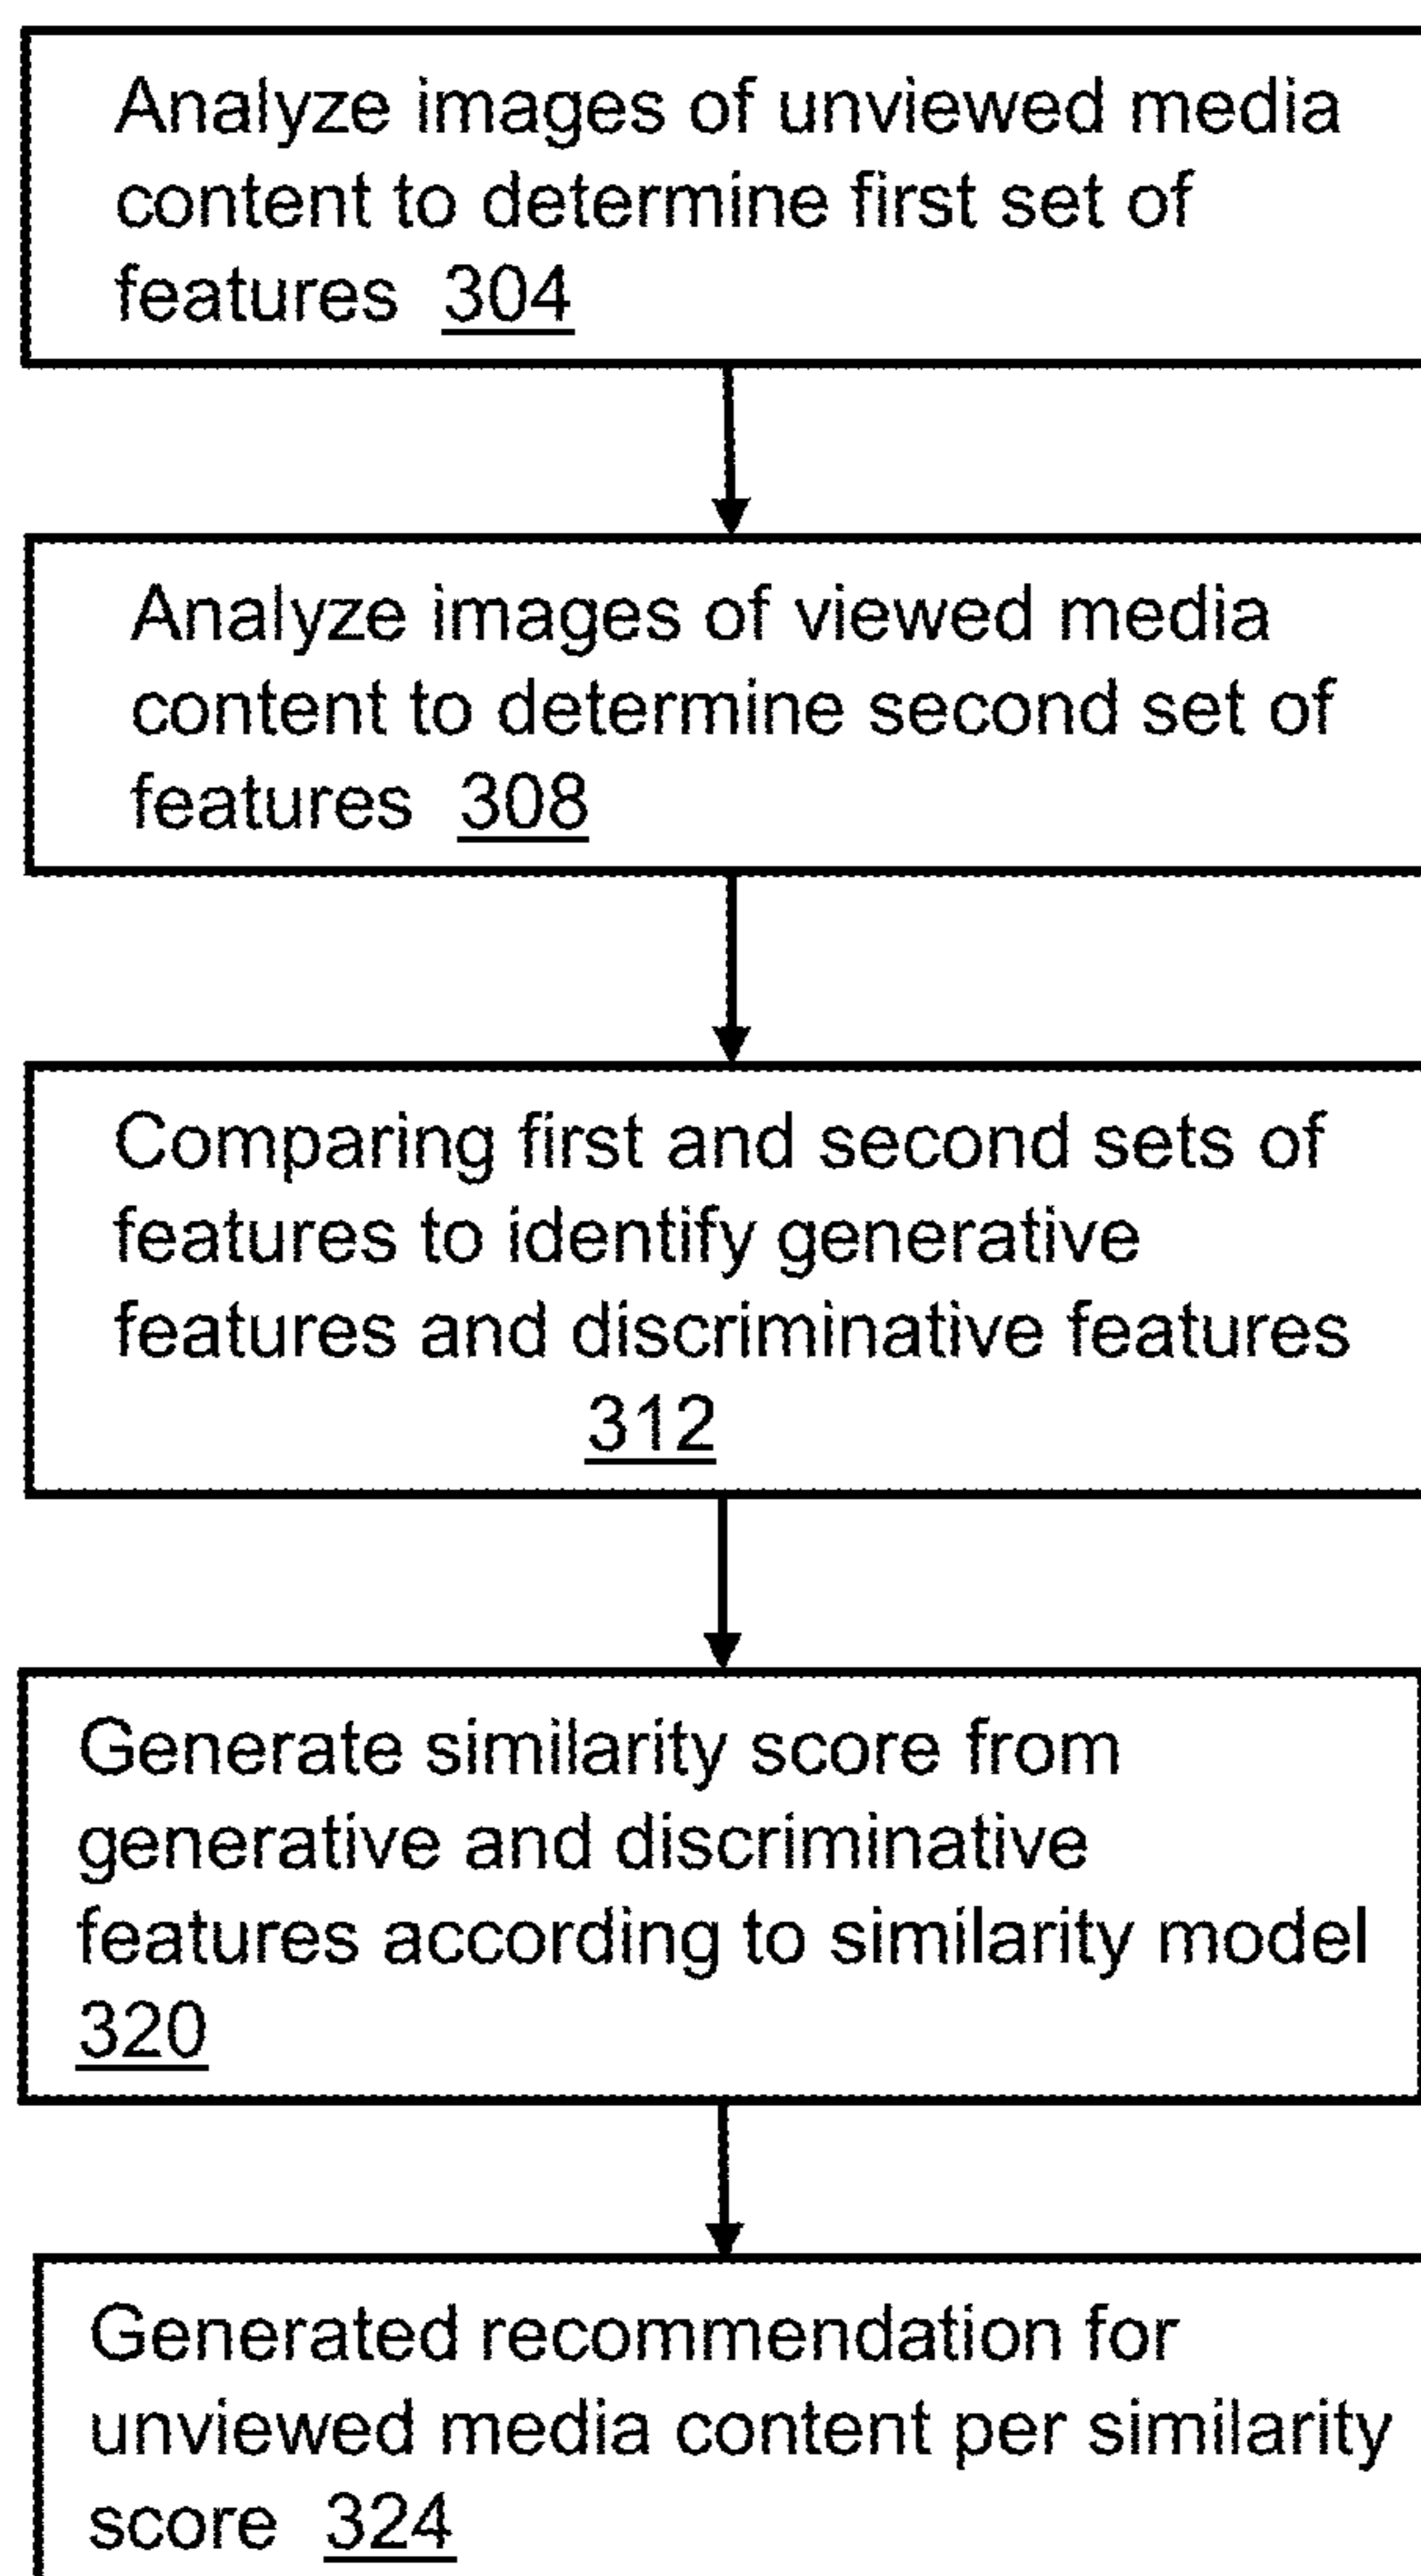 Analyze images of unviewed media
content to determine first set of
features 304
Analyze images of viewed media
content to determine second set of
features 308
Comparing first and second sets of
features to identify generative
features and discriminative features
312
Generate similarity score from
generative and discriminative
features according to similarity model
320
Generated recommendation for
unviewed media content per similarity
score 324